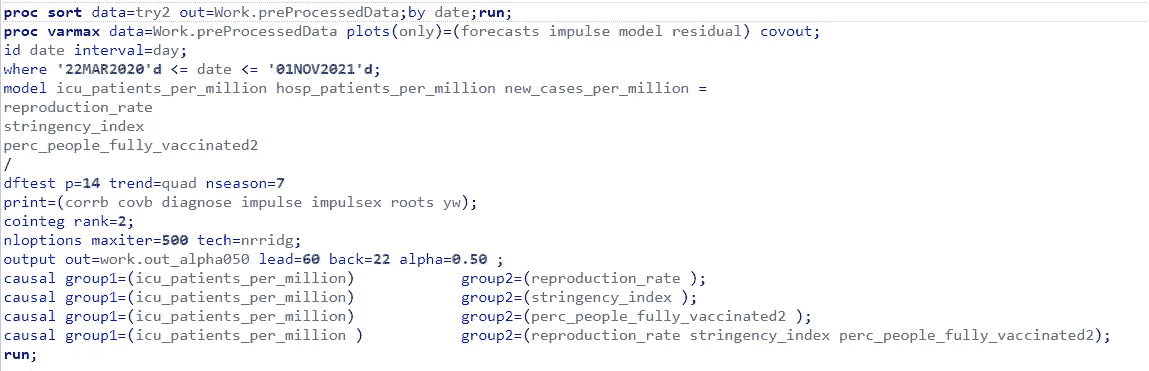 proc sort data=try2 out=Work.preProcessedData;by date;run;
proc varmax data=Work.preProcessedData plots(only)=(forecasts impulse model residual) covout;
id date interval=day;
where '22MAR2020'd <= date <= '01NOV2021'd;
model icu_patients_per_million hosp_patients_per_million new_cases_per_million =
reproduction_rate
stringency_index
perc_people_fully_vaccinated2
/
dftest p=14 trend=quad nseason=7
print=(corrb covb diagnose impulse impulsex roots yw);
cointeg rank=2;
nloptions maxiter=500 tech=nrridg;
output out=work.out_alpha050 lead=60 back=22 alpha=0.50 ;
causal group1=(icu_patients_per_million) group2=(reproduction_rate );
causal group1=(icu_patients_per_million) group2=(stringency_index );
causal group1=(icu_patients_per_million) group2=(perc_people_fully_vaccinated2 );
causal group1=(icu_patients_per_million ) group2=(reproduction_rate stringency_index perc_people_fully_vaccinated2);
run;